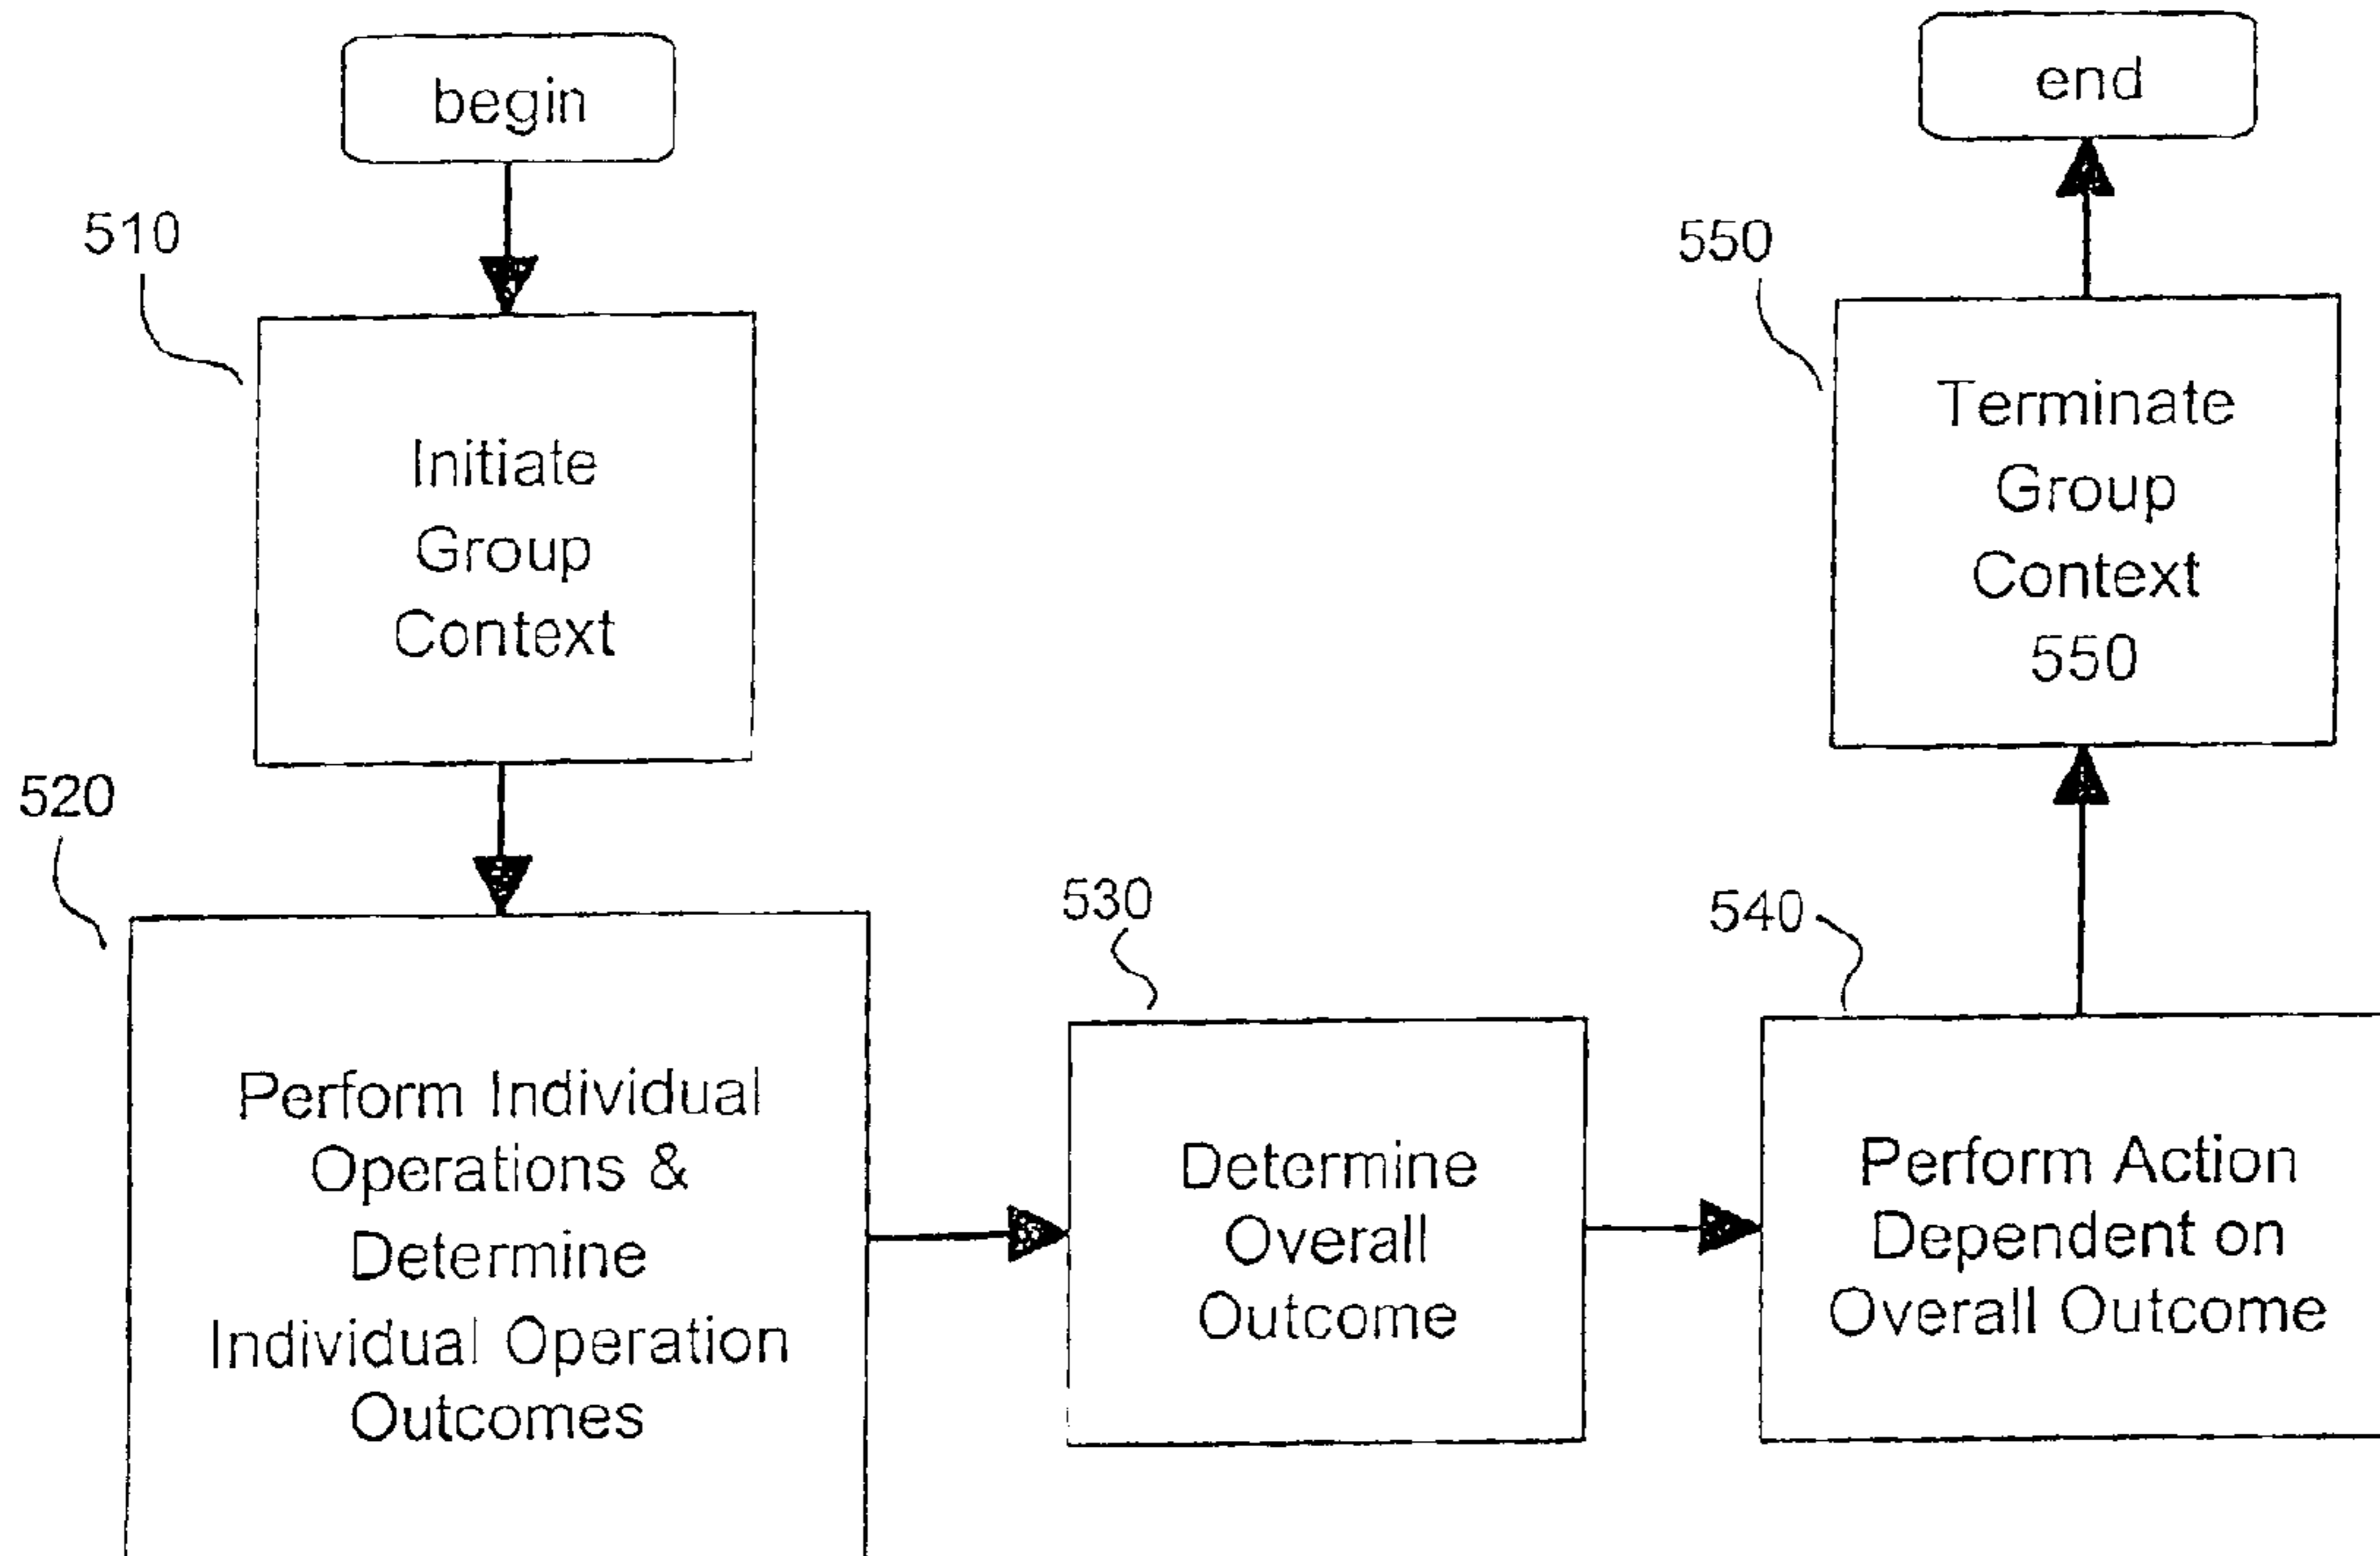 begin
510
Initiate
Group
Context
520
Perform Individual
Operations &
Determine
Individual Operation
Outcomes
530
Determine
Overall
Outcome
540
Perform Action
Dependent on
Overall Outcome
550
Terminate
Group
Context
550
end